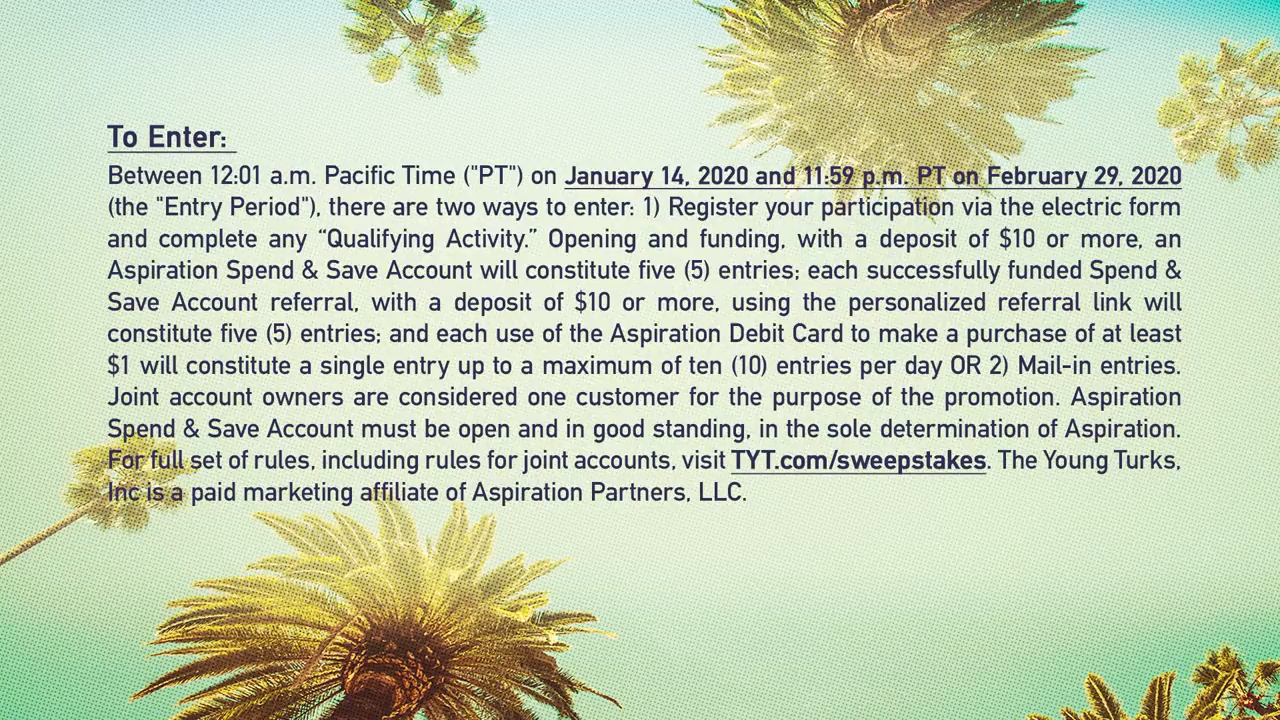 To Enter:
Between 12:01 a.m. Pacific Time ("PT") on January 14, 2020 and 11:59 p.m. PT on February 29, 2020
(the "Entry Period"), there are two ways to enter: 1) Register your participation via the electric form
and complete any “Qualifying Activity.” Opening and funding, with a deposit of $10 or more, an
Aspiration Spend & Save Account will constitute five (5) entries; each successfully funded Spend &
Save Account referral, with a deposit of $10 or more, using the personalized referral link will
constitute five (5) entries; and each use of the Aspiration Debit Card to make a purchase of at least
$1 will constitute a single entry up to a maximum of ten (10) entries per day OR 2) Mail-in entries.
Joint account owners are considered one customer for the purpose of the promotion. Aspiration
Spend & Save Account must be open and in good standing, in the sole determination of Aspiration.
For full set of rules, including rules for joint accounts, visit TYT.com/sweepstakes. The Young Turks,
Inc is a paid marketing affiliate of Aspiration Partners, LLC.